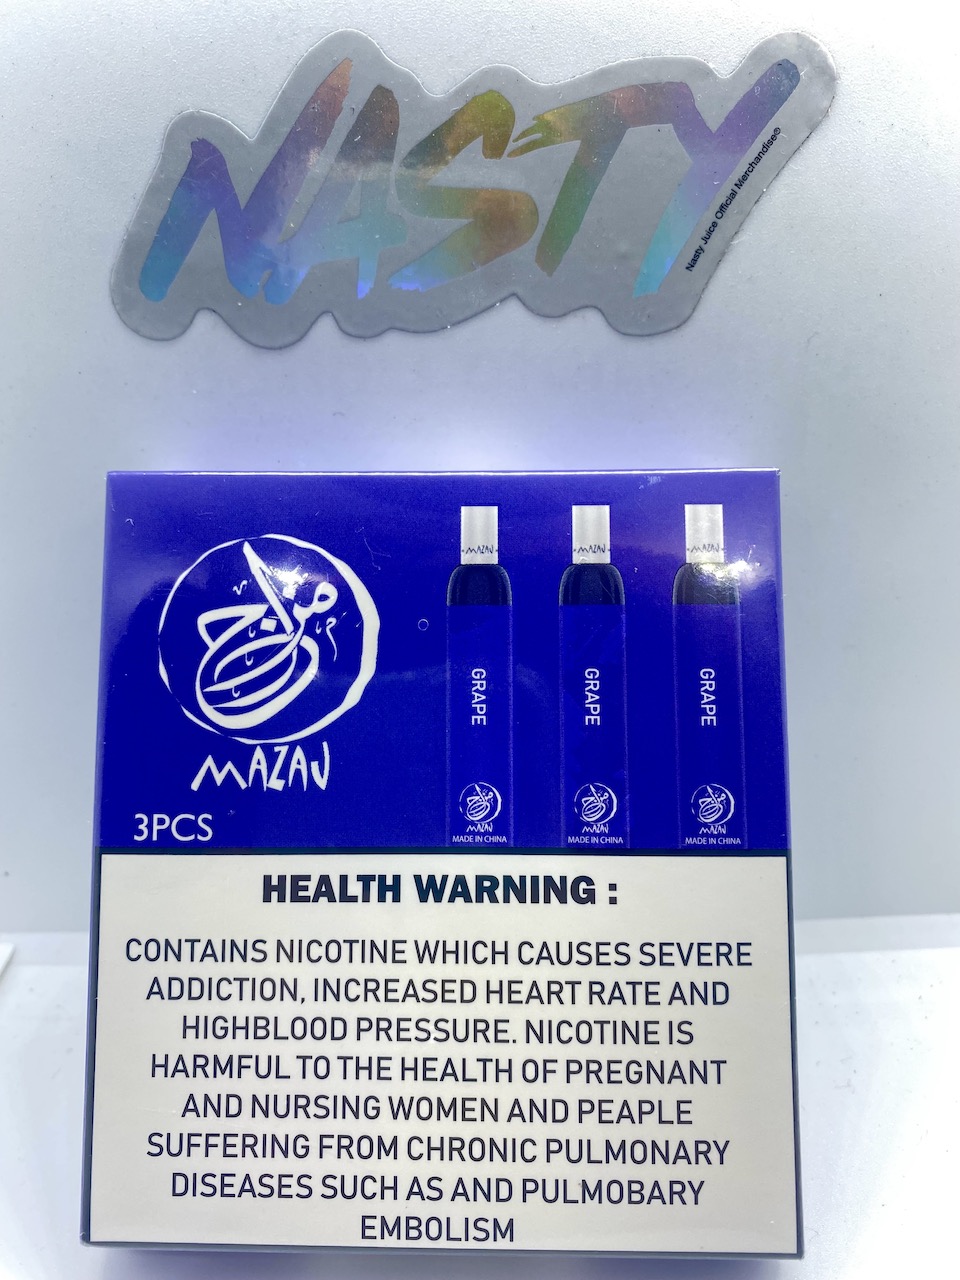 NASTY
Nasty Juice Official Merchandise®
مزاج
MAZAJ
3PCS
MAZAJ
GRAPE
MAZAJ
MADE IN CHINA
MAZAJ
GRAPE
MAZAJ
MADE IN CHINA
MAZAJ
GRAPE
MAZAJ
MADE IN CHINA
HEALTH WARNING :
CONTAINS NICOTINE WHICH CAUSES SEVERE
ADDICTION, INCREASED HEART RATE AND
HIGHBLOOD PRESSURE. NICOTINE IS
HARMFUL TO THE HEALTH OF PREGNANT
AND NURSING WOMEN AND PEAPLE
SUFFERING FROM CHRONIC PULMONARY
DISEASES SUCH AS AND PULMOBARY
EMBOLISM